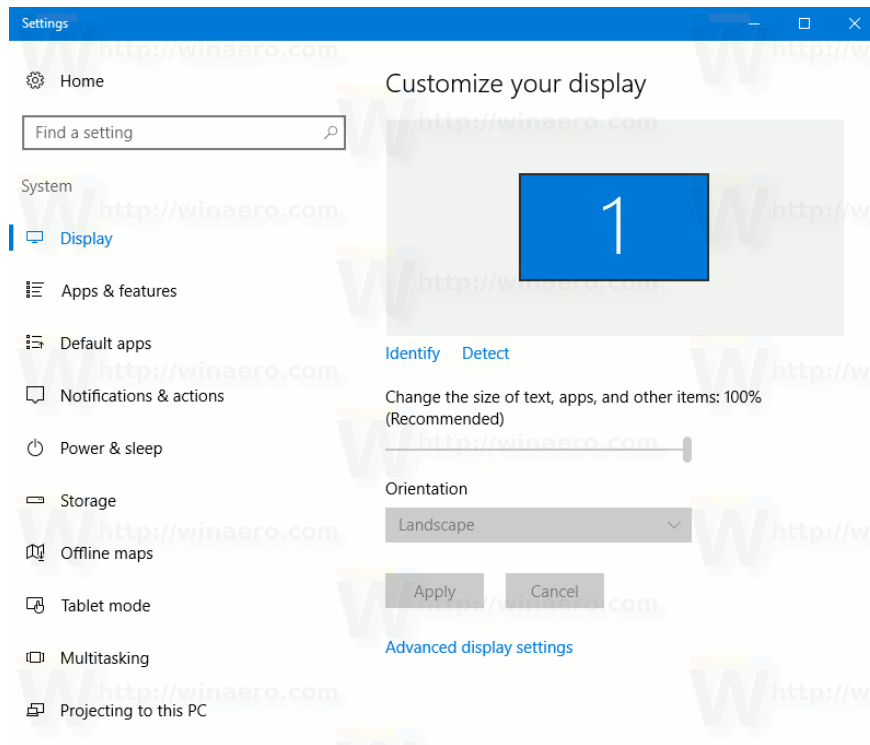 Settings
Home
Find a setting
System
Display
Apps & features
Default apps
Notifications & actions
Power & sleep
Storage
Offline maps
Tablet mode
Multitasking
Projecting to this PC
Customize your display
1
Identify Detect
Change the size of text, apps, and other items: 100%
(Recommended)
Orientation
Landscape
Apply Cancel
Advanced display settings
http://winaero.com